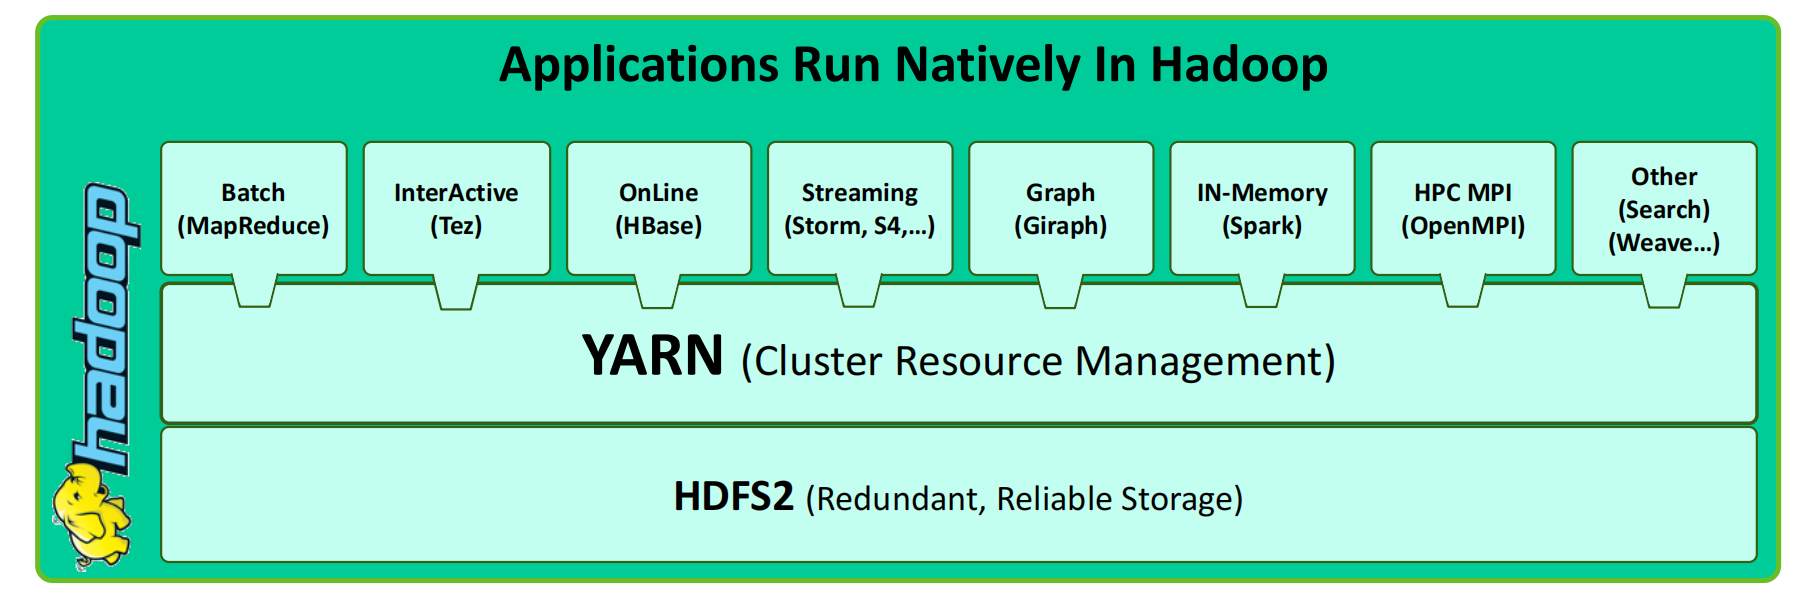 Applications Run Natively In Hadoop
Batch
(MapReduce)
InterActive
(Tez)
OnLine
(HBase)
Streaming
(Storm, S4,...)
Graph
(Giraph)
IN-Memory
(Spark)
HPC MPI
(OpenMPI)
Other
(Search)
(Weave...)
hadoop
YARN (Cluster Resource Management)
HDFS2 (Redundant, Reliable Storage)